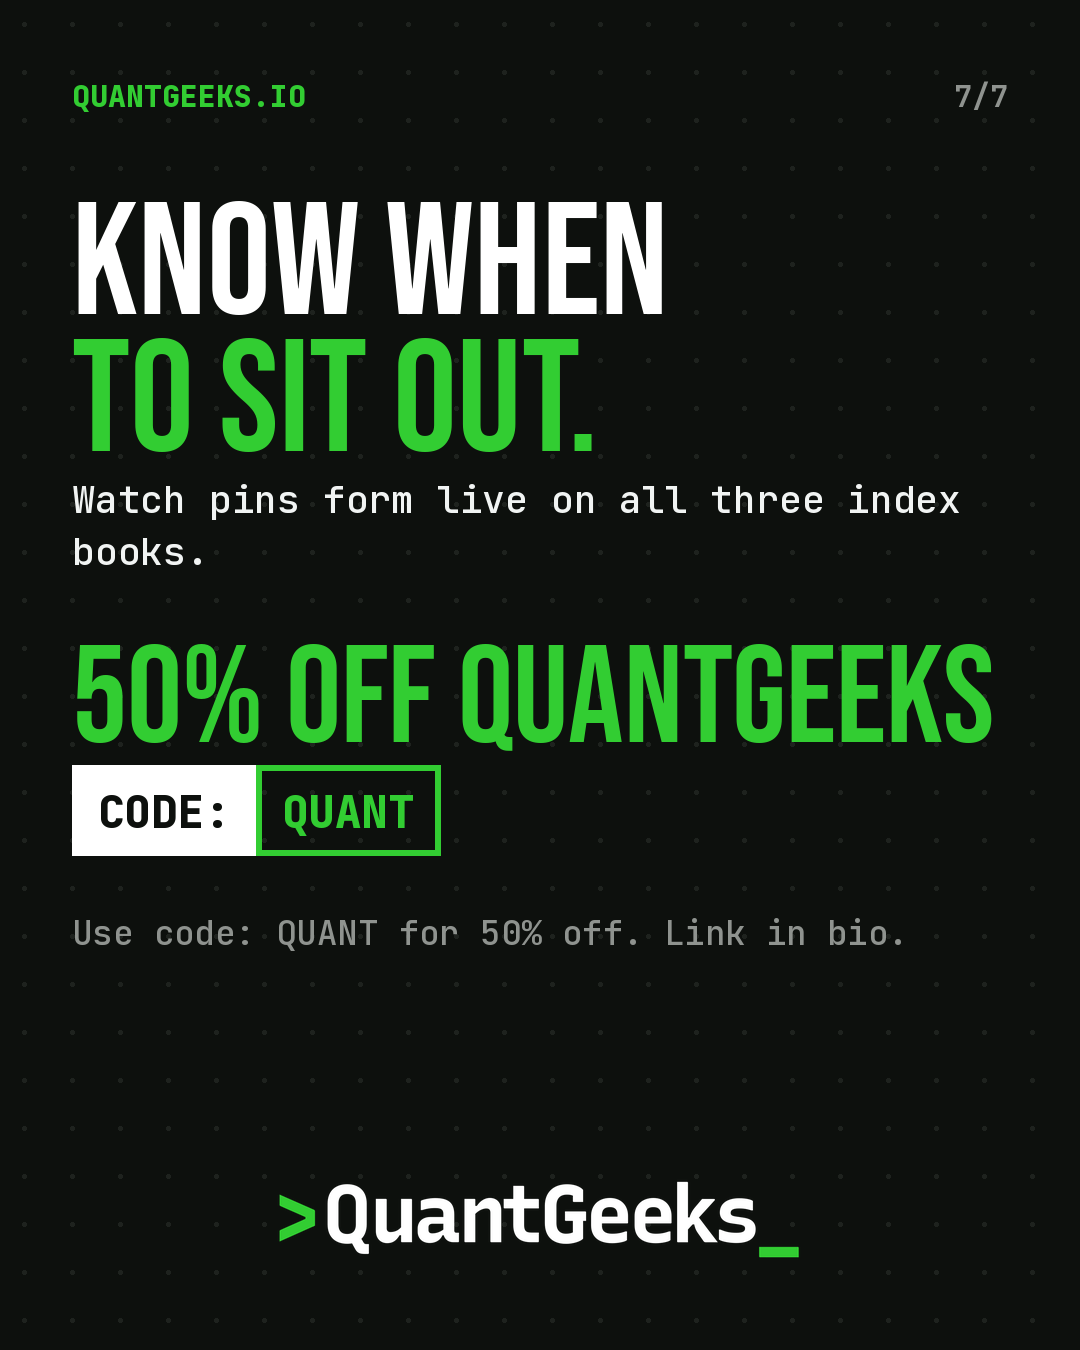 QUANTGEEKS.IO
7/7
KNOW WHEN
TO SIT OUT.
Watch pins form live on all three index
books.
50% OFF QUANTGEEKS
CODE: QUANT
Use code: QUANT for 50% off. Link in bio.
>QuantGeeks_